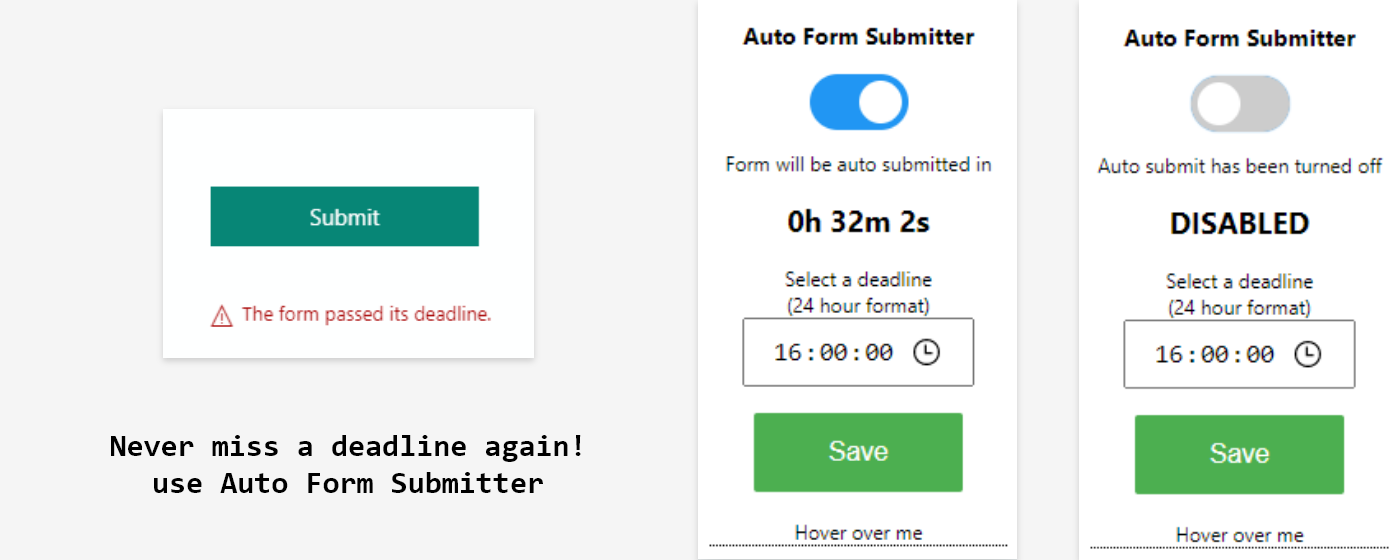 Submit
The form passed its deadline.
Never miss a deadline again!
use Auto Form Submitter
Auto Form Submitter
Form will be auto submitted in
0h 32m 2s
Select a deadline
(24 hour format)
16:00:00
Save
Hover over me
Auto Form Submitter
Auto submit has been turned off
DISABLED
Select a deadline
(24 hour format)
16:00:00
Save
Hover over me